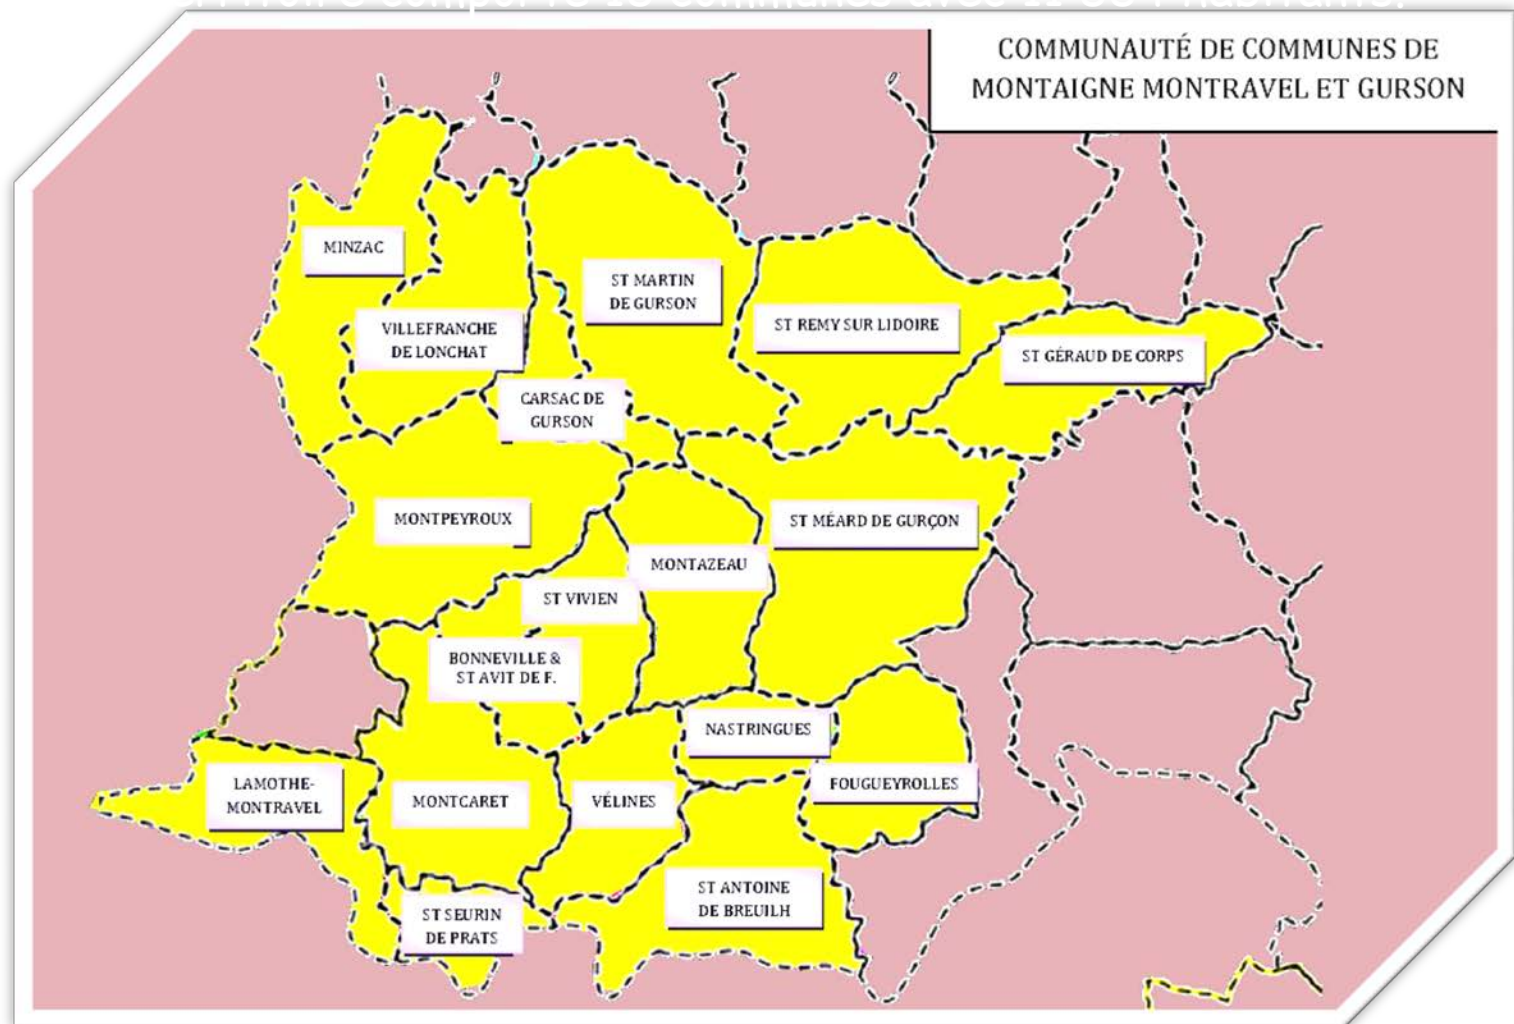 COMMUNAUTÉ DE COMMUNES DE
MONTAIGNE MONTRAVEL ET GURSON
MINZAC
ST MARTIN
DE GURSON
VILLEFRANCHE
DE LONCHAT
ST REMY SUR LIDOIRE
ST GÉRAUD DE CORPS
CARSAC DE
GURSON
MONTPEYROUX
ST MÉARD DE GURÇON
MONTAZEAU
ST VIVIEN
BONNEVILLE &
ST AVIT DE F.
NASTRINGUES
LAMOTHE-
MONTRAVEL
MONTCARET
VÉLINES
FOUGUEYROLLES
ST ANTOINE
DE BREUILH
ST SEURIN
DE PRATS